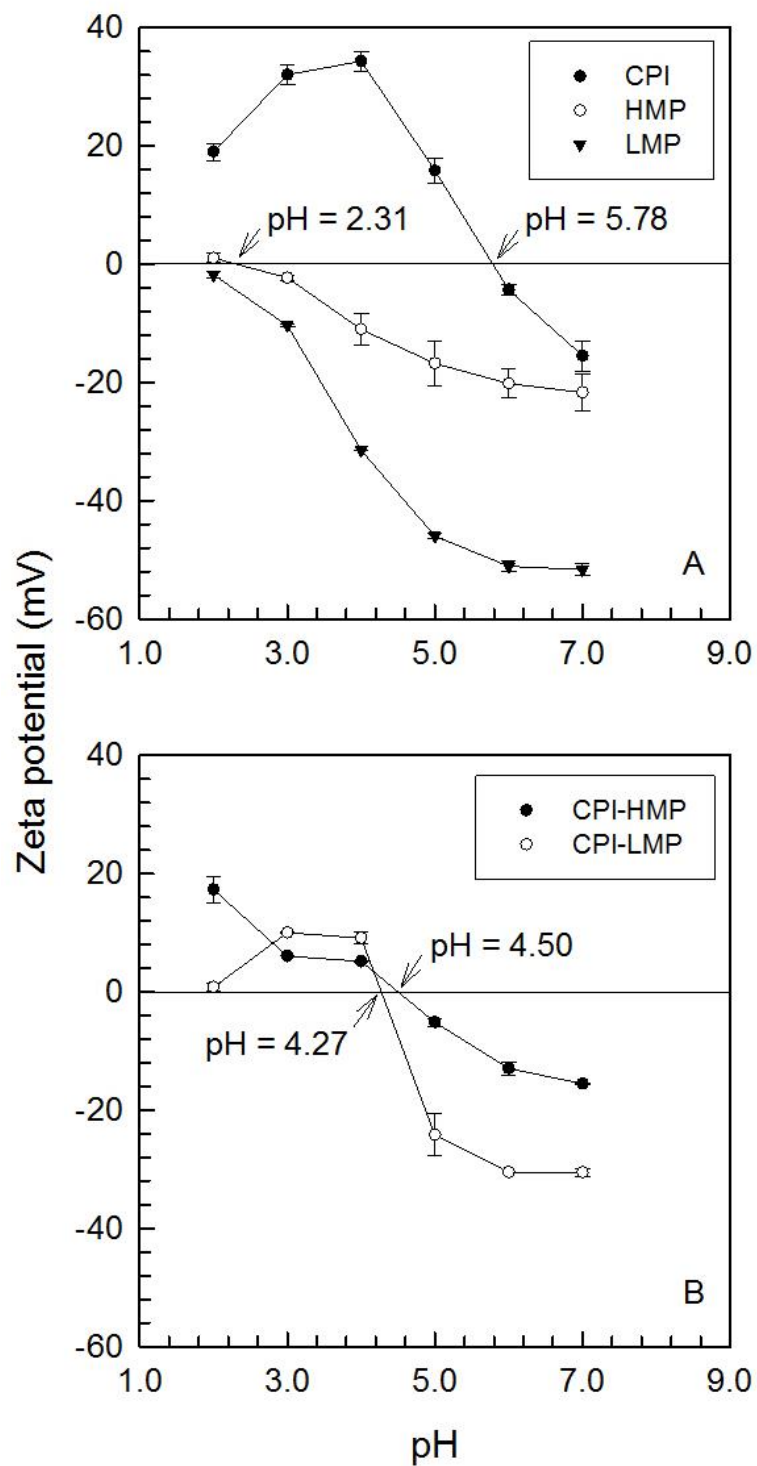 40
CPI
HMP
LMP
20
pH = 2.31
pH = 5.78
0
-20
-40
A
-60
1.0 3.0 5.0 7.0 9.0
Zeta potential (mV)
40
CPI-HMP
CPI-LMP
20
pH = 4.50
0
pH = 4.27
-20
-40
B
-60
1.0 3.0 5.0 7.0 9.0
pH